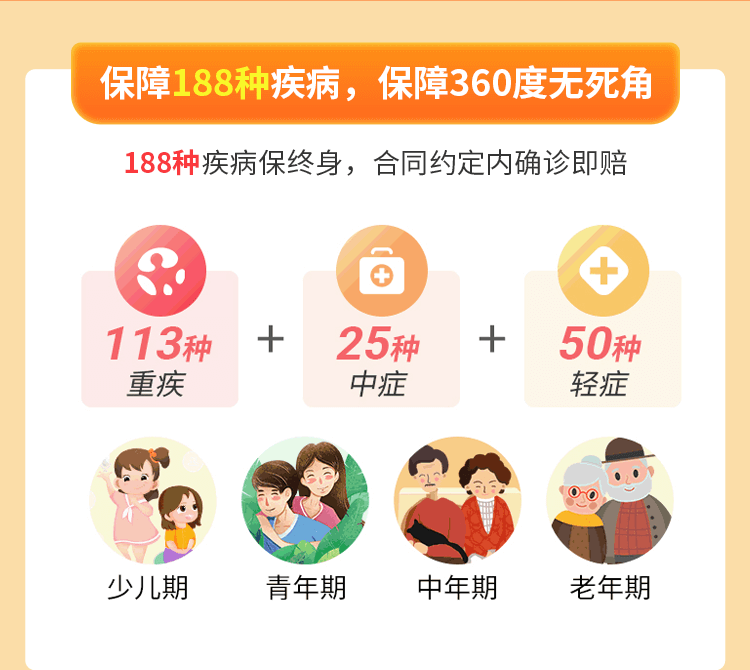 保障188种疾病，保障360度无死角
188种疾病保终身，合同约定内确诊即赔
113种 + 25种 + 50种
重疾 中症 轻症
少儿期 青年期 中年期 老年期